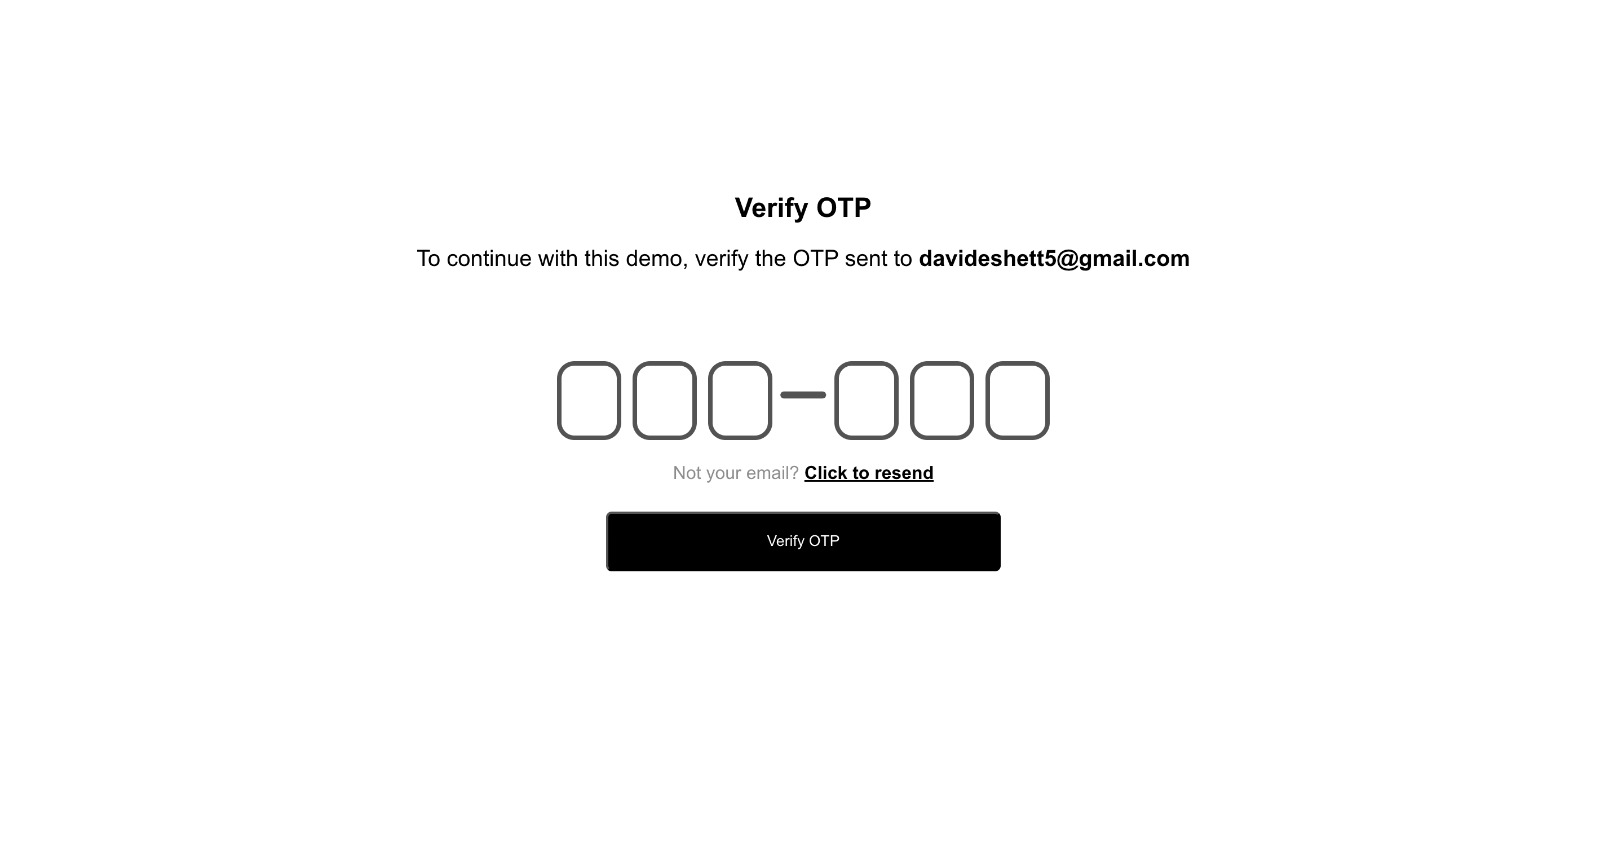 Verify OTP
To continue with this demo, verify the OTP sent to davideshett5@gmail.com
Not your email? Click to resend
Verify OTP